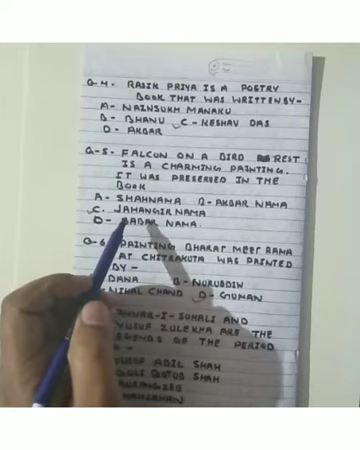 Q-4- RASIK PRIYA IS A POETRY
BOOK THAT WAS WRITTEN BY-
A- NAINSUKH MANAKU
B- BHANU C- KESHAV DAS
D- AKBAR
Q-5- FALCON ON A BIRD REST
IS A CHARMING PAINTING.
IT WAS PRESERVED IN THE
BOOK
A- SHAHNAMA B- AKBAR NAMA
C. JAHANGIR NAMA
D- BABAR NAMA.
Q-6 PAINTING BHARAT MEET RAMA
AT CHITRAKUTA WAS PAINTED
BY-
DANA B- NURUDDIN
NIHAL CHAND D- GUMAN
ANWAR-I-SUHALI AND
YUSUF ZULEKHA ARE THE
OF THE PERIOD
YUSUF ADIL SHAH
QULI QUTUB SHAH